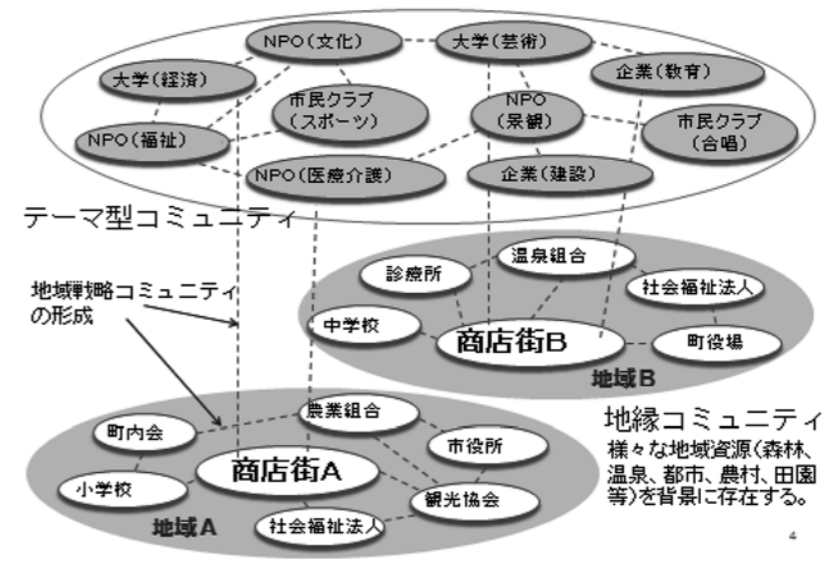 NPO(文化)
大学(芸術)
大学(経済)
企業(教育)
市民クラブ
(スポーツ)
NPO
(景観)
NPO(福祉)
市民クラブ
(合唱)
NPO(医療介護)
企業(建設)
テーマ型コミュニティ
温泉組合
診療所
社会福祉法人
地域戦略コミュニティ
の形成
中学校
商店街B
町役場
地域B
農業組合
地縁コミュニティ
町内会
市役所
様々な地域資源(森林、
温泉、都市、農村、田園
等)を背景に存在する。
商店街A
小学校
観光協会
地域A
社会福祉法人
4